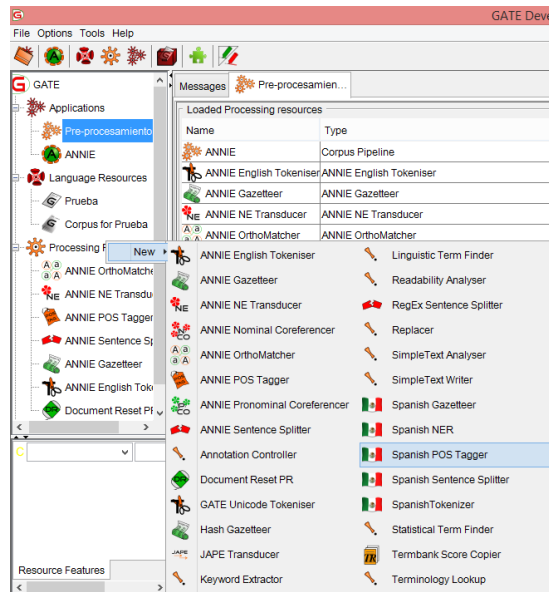 GATE Deve
File Options Tools Help
GATE
Applications
Pre-procesamiento
ANNIE
Language Resources
Prueba
Corpus for Prueba
Processing R
ANNIE OrthoMatche
ANNIE NE Transdu
ANNIE POS Tagger
ANNIE Sentence Sp
ANNIE Gazetteer
ANNIE English Toke
Document Reset PR
Resource Features
Messages Pre-procesamien...
Loaded Processing resources
Name Type
ANNIE Corpus Pipeline
ANNIE English Tokeniser ANNIE English Tokeniser
ANNIE Gazetteer ANNIE Gazetteer
ANNIE NE Transducer ANNIE NE Transducer
ANNIE OrthoMatcher ANNIE OrthoMatcher
New
ANNIE English Tokeniser
ANNIE Gazetteer
ANNIE NE Transducer
ANNIE Nominal Coreferencer
ANNIE OrthoMatcher
ANNIE POS Tagger
ANNIE Pronominal Coreferencer
ANNIE Sentence Splitter
Annotation Controller
Document Reset PR
GATE Unicode Tokeniser
Hash Gazetteer
JAPE Transducer
Keyword Extractor
Linguistic Term Finder
Readability Analyser
RegEx Sentence Splitter
Replacer
SimpleText Analyser
SimpleText Writer
Spanish Gazetteer
Spanish NER
Spanish POS Tagger
Spanish Sentence Splitter
SpanishTokenizer
Statistical Term Finder
Termbank Score Copier
Terminology Lookup